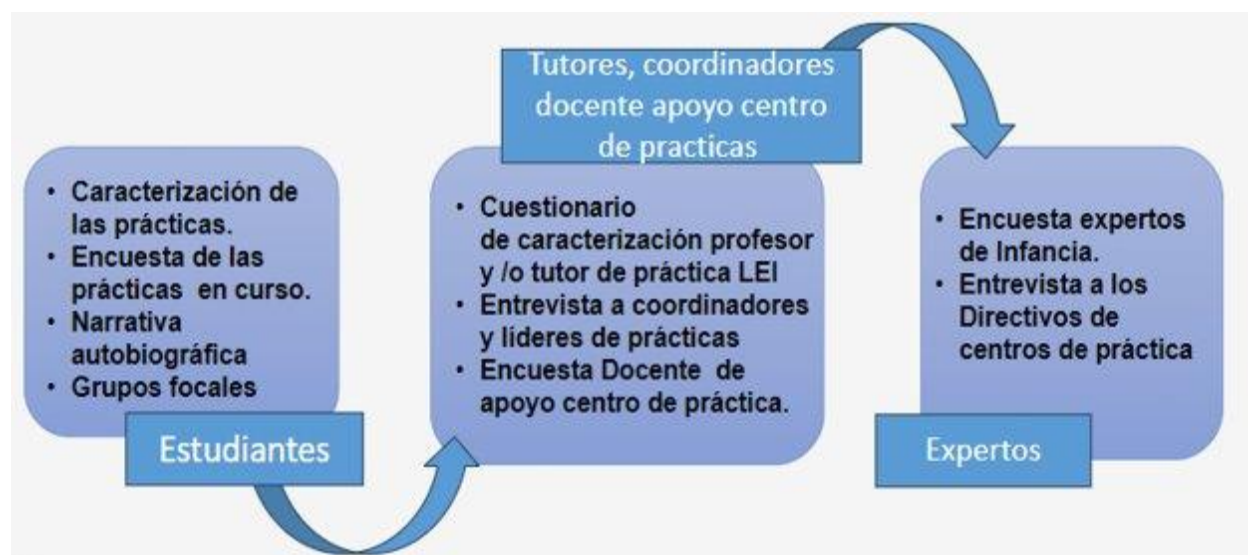 • Caracterización de
las prácticas.
• Encuesta de las
prácticas en curso.
• Narrativa
autobiográfica
• Grupos focales
Estudiantes
Tutores, coordinadores
docente apoyo centro
de practicas
• Cuestionario
de caracterización profesor
y /o tutor de práctica LEI
• Entrevista a coordinadores
y líderes de prácticas
• Encuesta Docente de
apoyo centro de práctica.
• Encuesta expertos
de Infancia.
• Entrevista a los
Directivos de
centros de práctica
Expertos